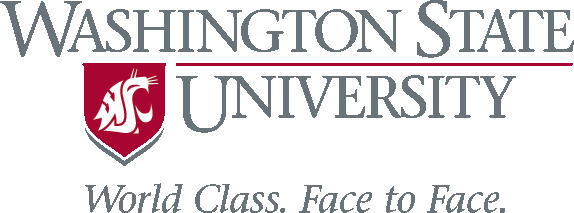 WASHINGTON STATE
UNIVERSITY
World Class. Face to Face.